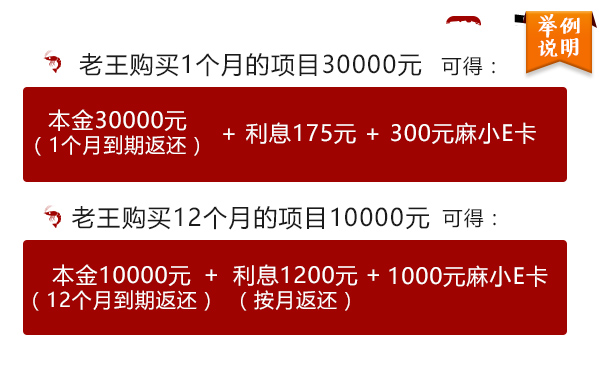 举例
说明
老王购买1个月的项目30000元 可得：
本金30000元
（1个月到期返还） + 利息175元 + 300元麻小E卡
老王购买12个月的项目10000元 可得：
本金10000元 + 利息1200元 + 1000元麻小E卡
（12个月到期返还） （按月返还）